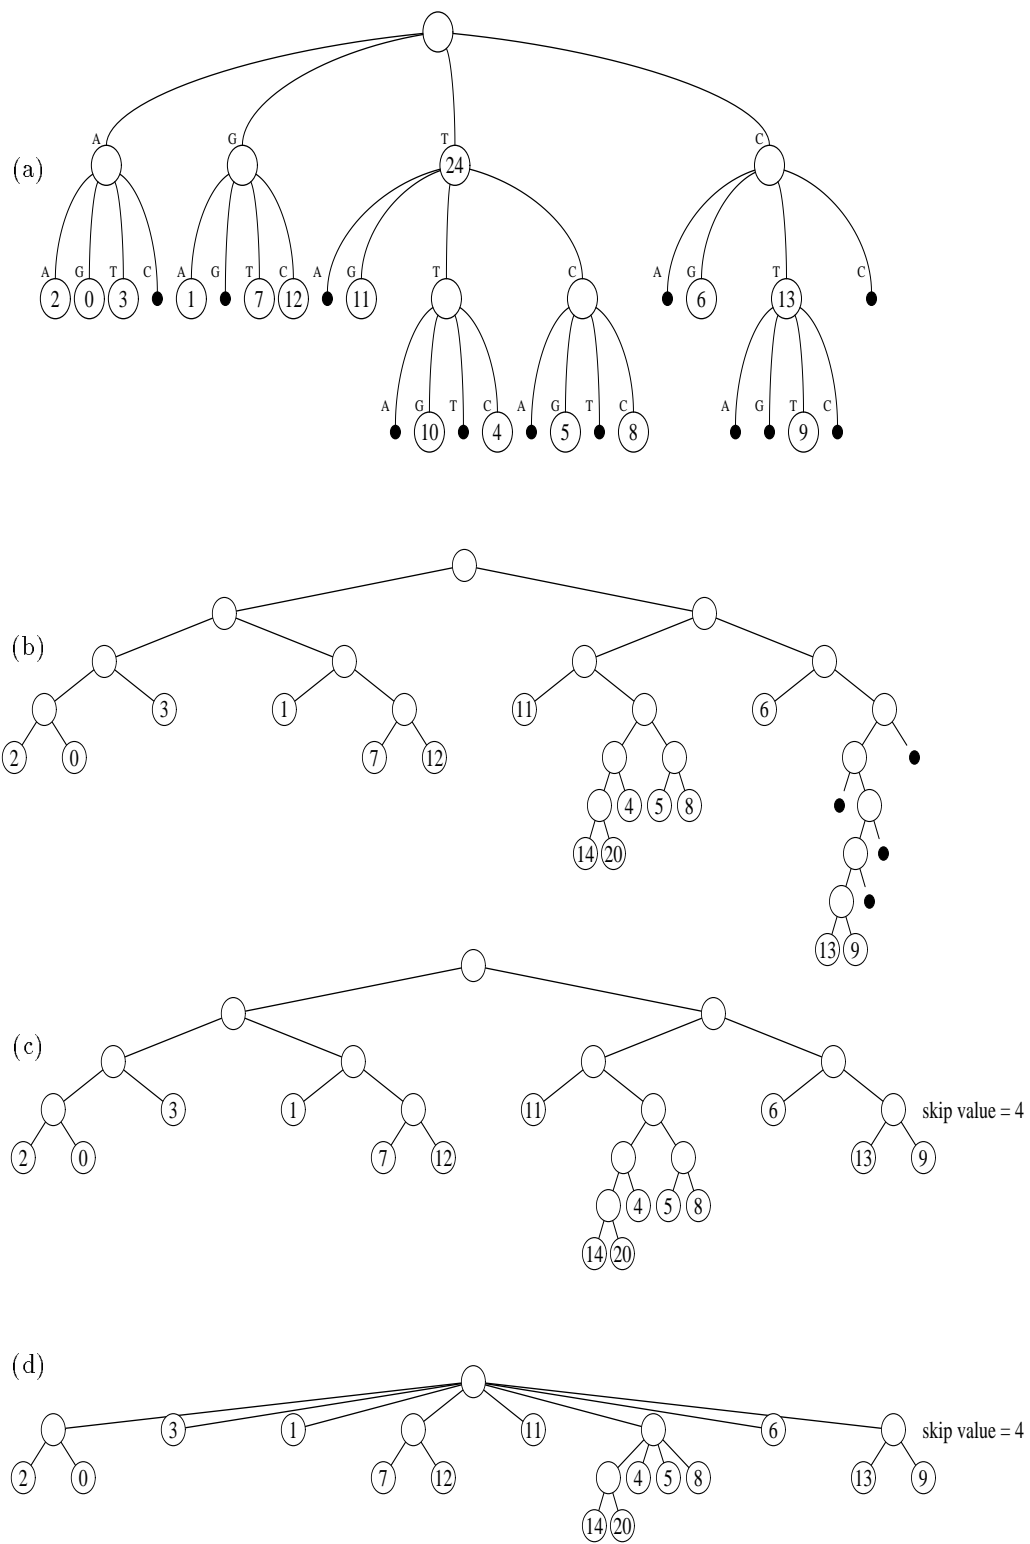 A G T C
(a) 24
A G T C A G T C A G T C A G T C
2 0 3 1 7 12 11 6 13
A G T C A G T C A G T C
10 4 5 8 9
(b)
3 1 11 6
2 0 7 12
4 5 8
14 20
13 9
(c)
3 1 11 6 skip value = 4
2 0 7 12 13 9
4 5 8
14 20
(d)
3 1 11 6 skip value = 4
2 0 7 12 4 5 8 13 9
14 20